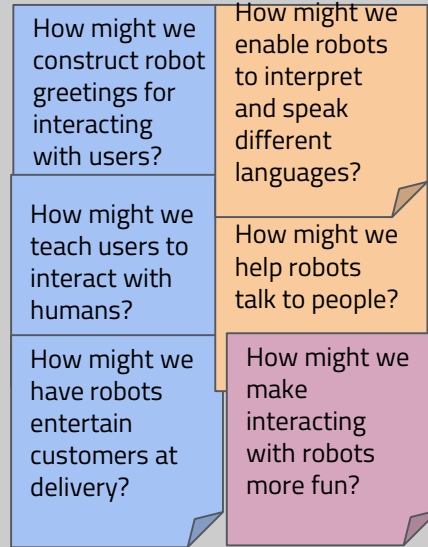 How might we
construct robot
greetings for
interacting
with users?
How might we
enable robots
to interpret
and speak
different
languages?
How might we
teach users to
interact with
humans?
How might we
help robots
talk to people?
How might we
have robots
entertain
customers at
delivery?
How might we
make
interacting
with robots
more fun?